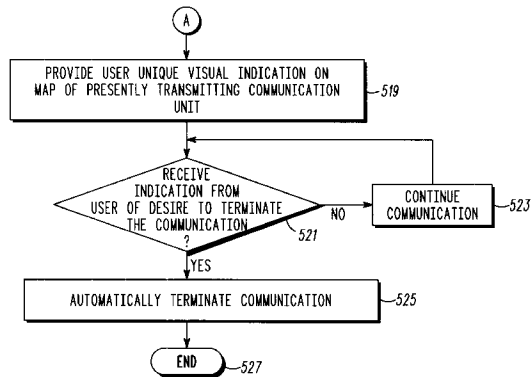 A
PROVIDE USER UNIQUE VISUAL INDICATION ON
MAP OF PRESENTLY TRANSMITTING COMMUNICATION
UNIT
519
RECEIVE
INDICATION FROM
USER OF DESIRE TO TERMINATE
THE COMMUNICATION
?
521
NO
CONTINUE
COMMUNICATION
523
YES
AUTOMATICALLY TERMINATE COMMUNICATION
525
END
527